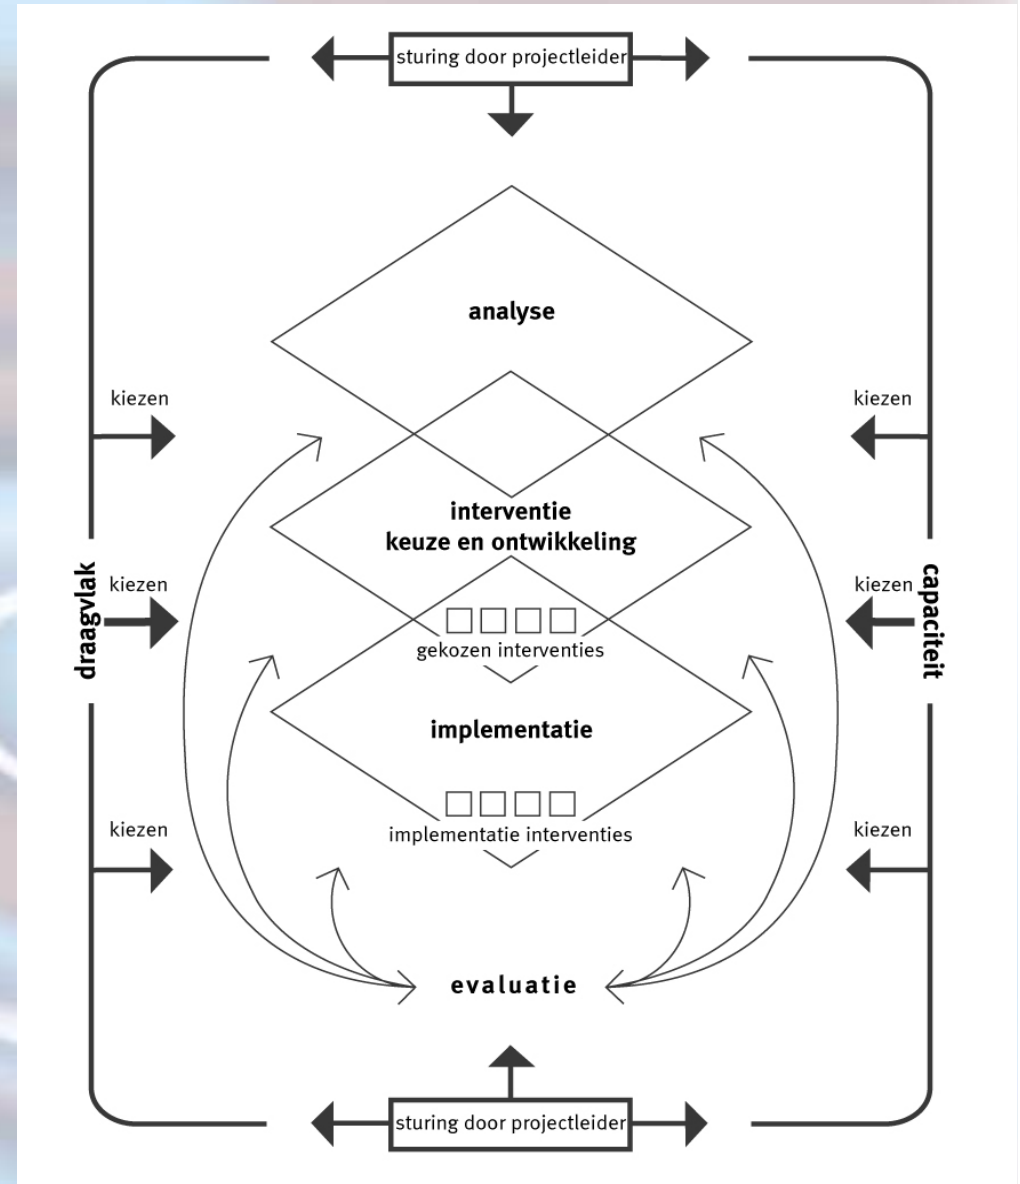 sturing door projectleider
analyse
kiezen
kiezen
interventie
keuze en ontwikkeling
draagvlak
kiezen
kiezen
capaciteit
gekozen interventies
implementatie
kiezen
implementatie interventies
kiezen
evaluatie
sturing door projectleider